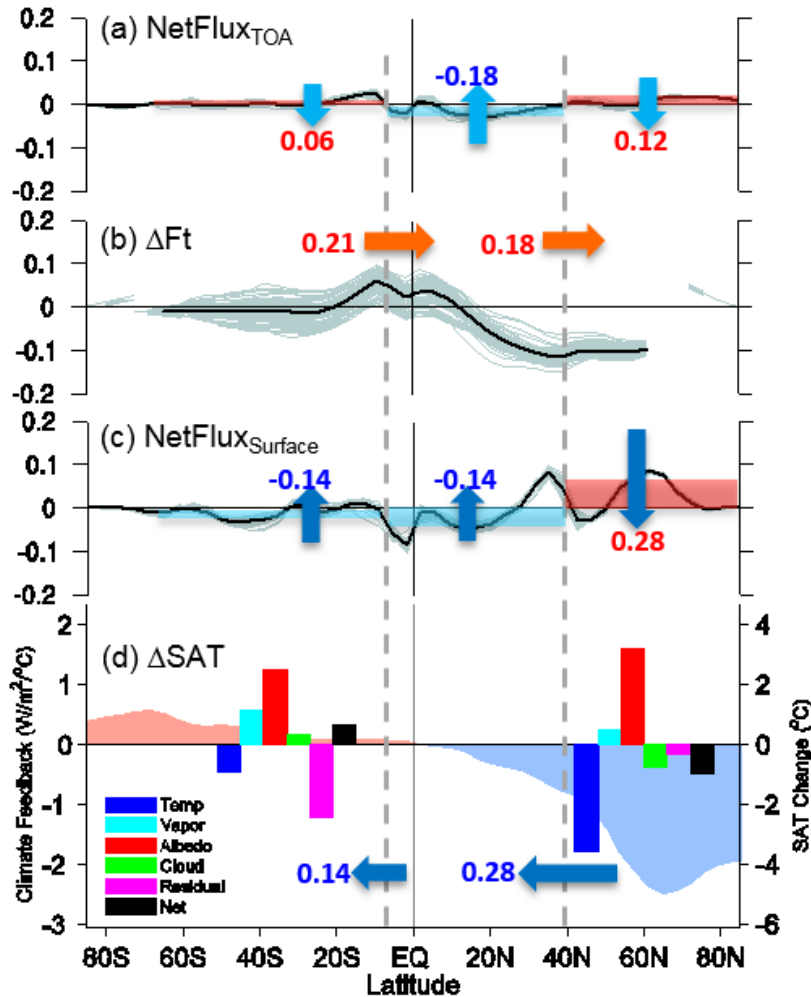 (a) NetFlux_TOA
0.2
0.1
0
-0.1
-0.2
0.06
-0.18
0.12
(b) ΔFt
0.2
0.1
0
-0.1
-0.2
0.21
0.18
(c) NetFlux_Surface
0.2
0.1
0
-0.1
-0.2
-0.14
-0.14
0.28
(d) ΔSAT
Climate Feedback (W/m²/°C)
2
1
0
-1
-2
-3
Temp
Vapor
Albedo
Cloud
Residual
Net
0.14
0.28
4
2
0
-2
-4
-6
SAT Change (°C)
80S 60S 40S 20S EQ 20N 40N 60N 80N
Latitude